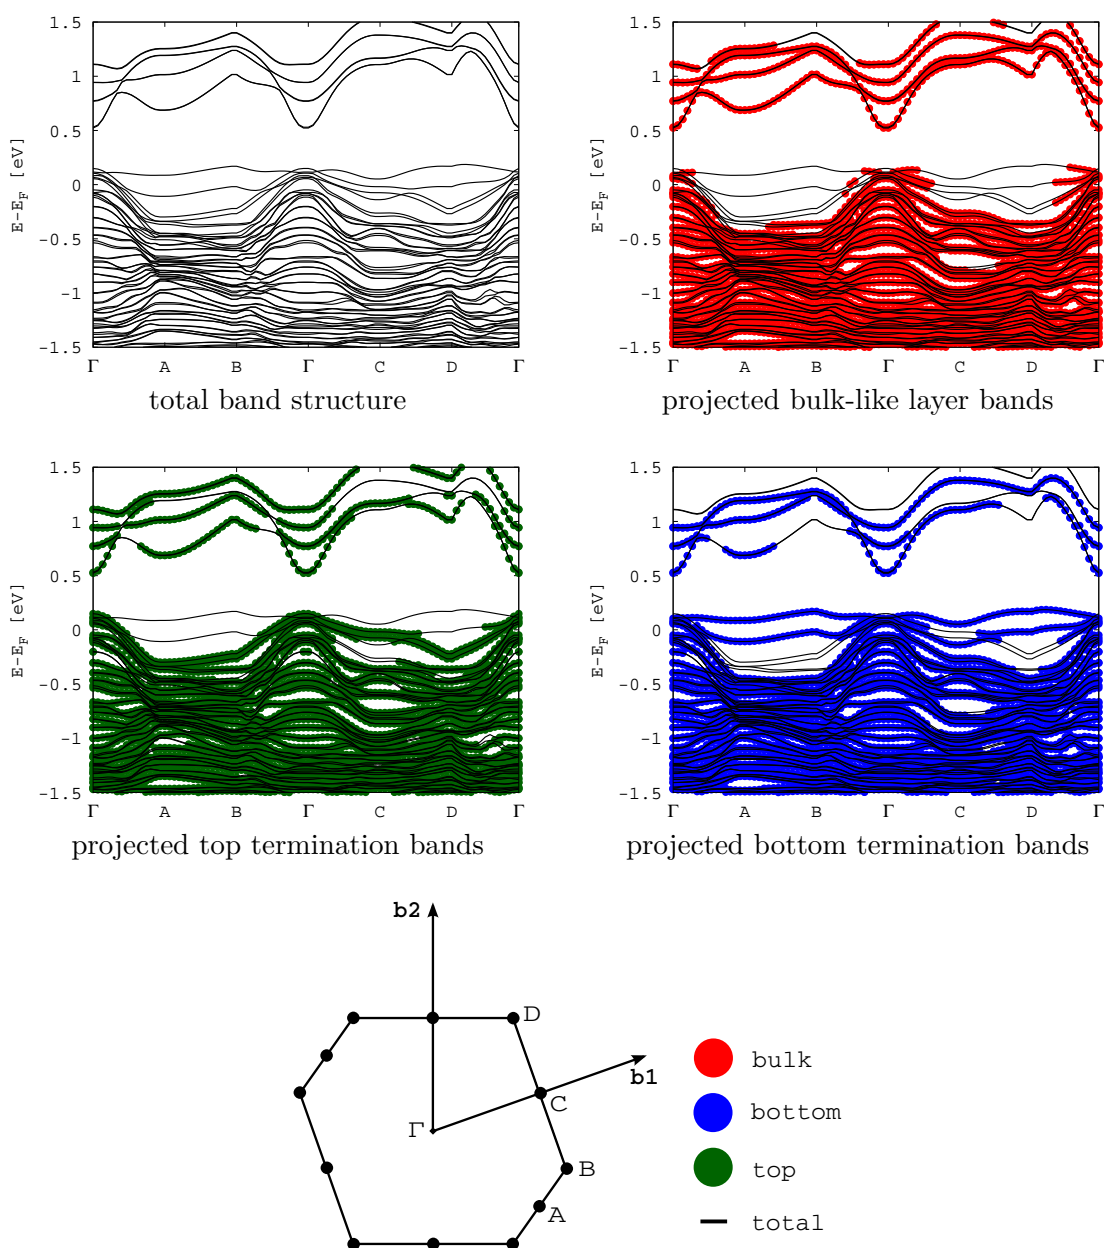 1.5 1 0.5 0 -0.5 -1 -1.5
E-E_F [eV]
Γ A B Γ C D Γ
total band structure
1.5 1 0.5 0 -0.5 -1 -1.5
E-E_F [eV]
Γ A B Γ C D Γ
projected bulk-like layer bands
1.5 1 0.5 0 -0.5 -1 -1.5
E-E_F [eV]
Γ A B Γ C D Γ
projected top termination bands
1.5 1 0.5 0 -0.5 -1 -1.5
E-E_F [eV]
Γ A B Γ C D Γ
projected bottom termination bands
b2
D
b1
C
Γ
B
A
bulk
bottom
top
total